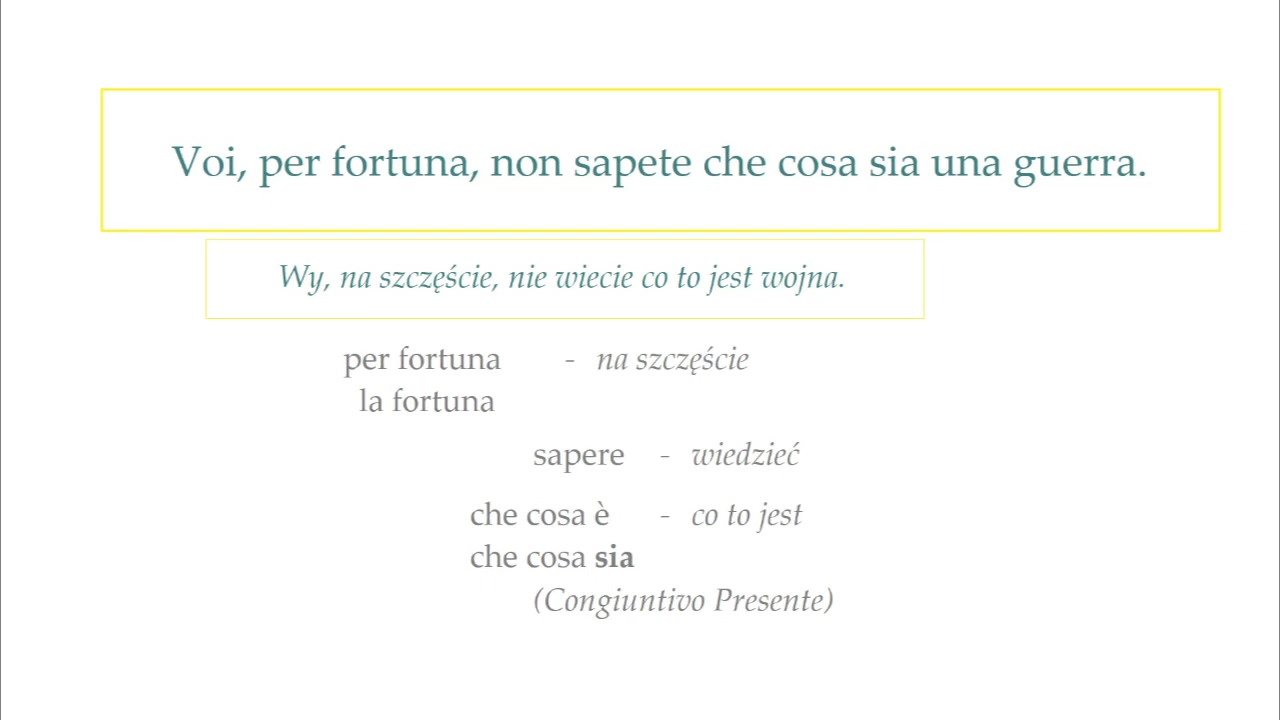 Voi, per fortuna, non sapete che cosa sia una guerra.
Wy, na szczęście, nie wiecie co to jest wojna.
per fortuna - na szczęście
la fortuna
sapere - wiedzieć
che cosa è - co to jest
che cosa sia
(Congiuntivo Presente)